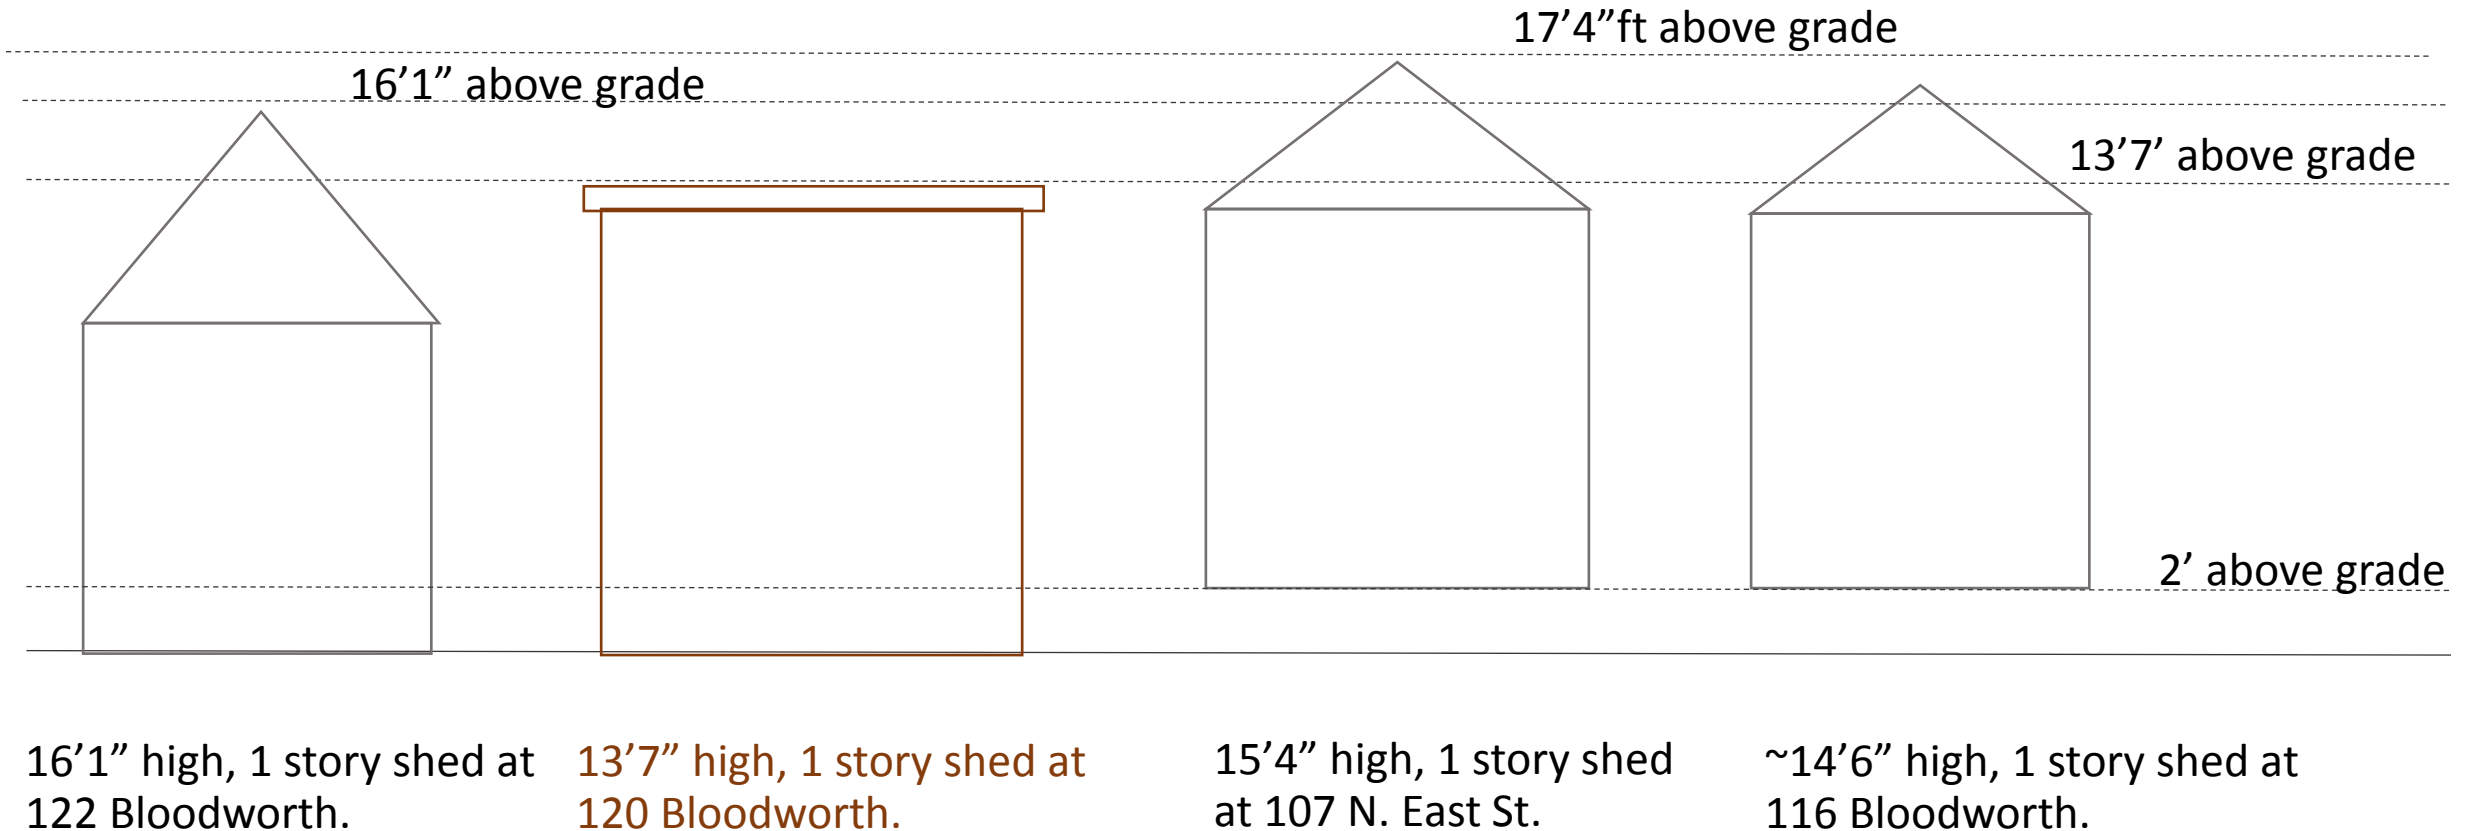 17’4”ft above grade
16’1” above grade
13’7’ above grade
2’ above grade
16’1” high, 1 story shed at
122 Bloodworth.
13’7” high, 1 story shed at
120 Bloodworth.
15’4” high, 1 story shed
at 107 N. East St.
~14’6” high, 1 story shed at
116 Bloodworth.